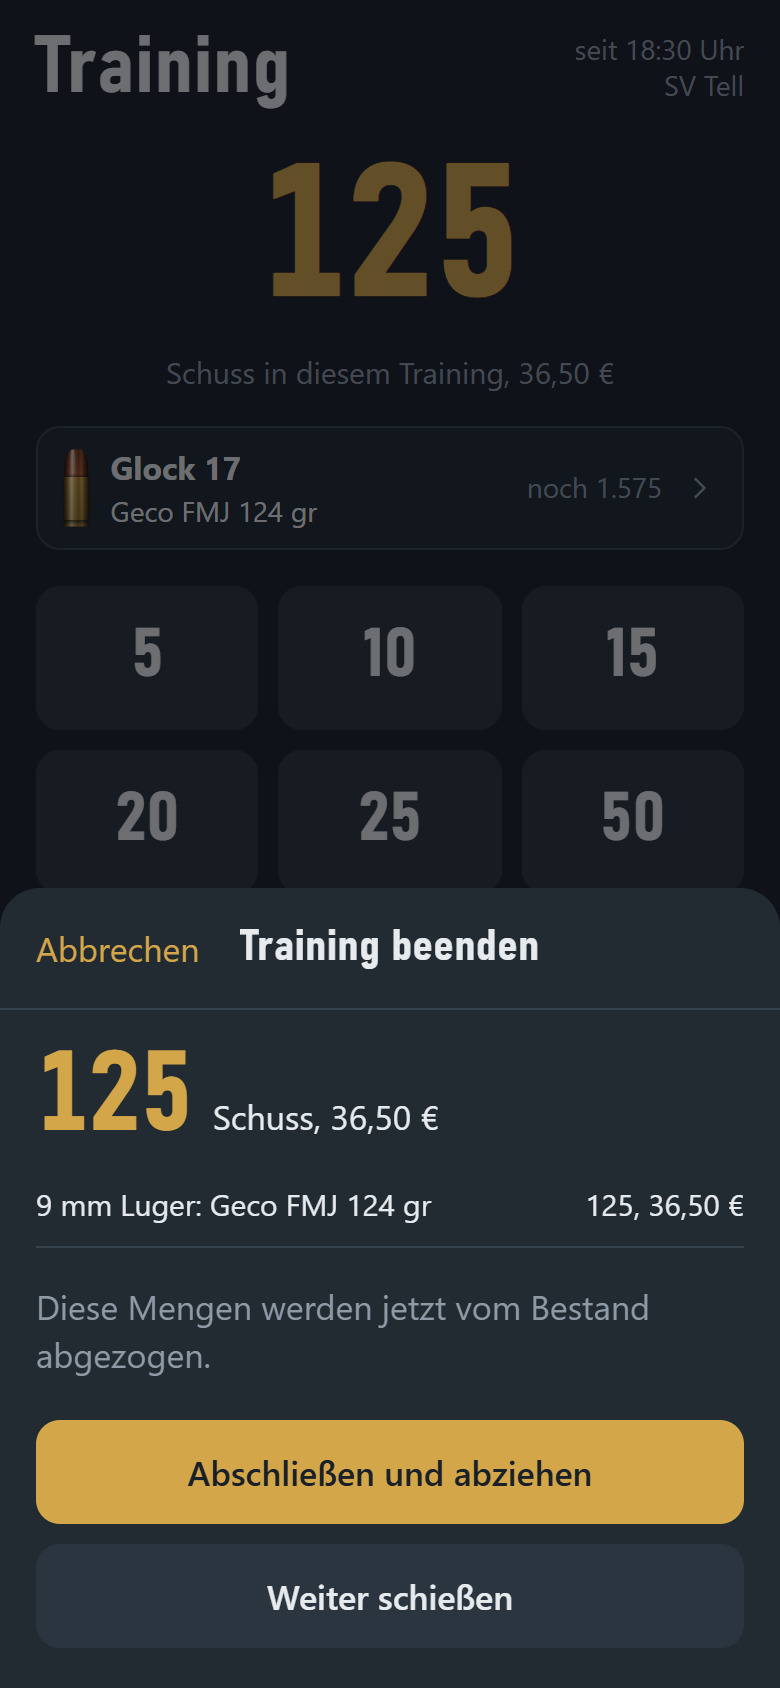 Training
seit 18:30 Uhr
SV Tell
125
Schuss in diesem Training, 36,50 €
Glock 17
Geco FMJ 124 gr
noch 1.575
5
10
15
20
25
50
Abbrechen
Training beenden
125 Schuss, 36,50 €
9 mm Luger: Geco FMJ 124 gr
125, 36,50 €
Diese Mengen werden jetzt vom Bestand
abgezogen.
Abschließen und abziehen
Weiter schießen